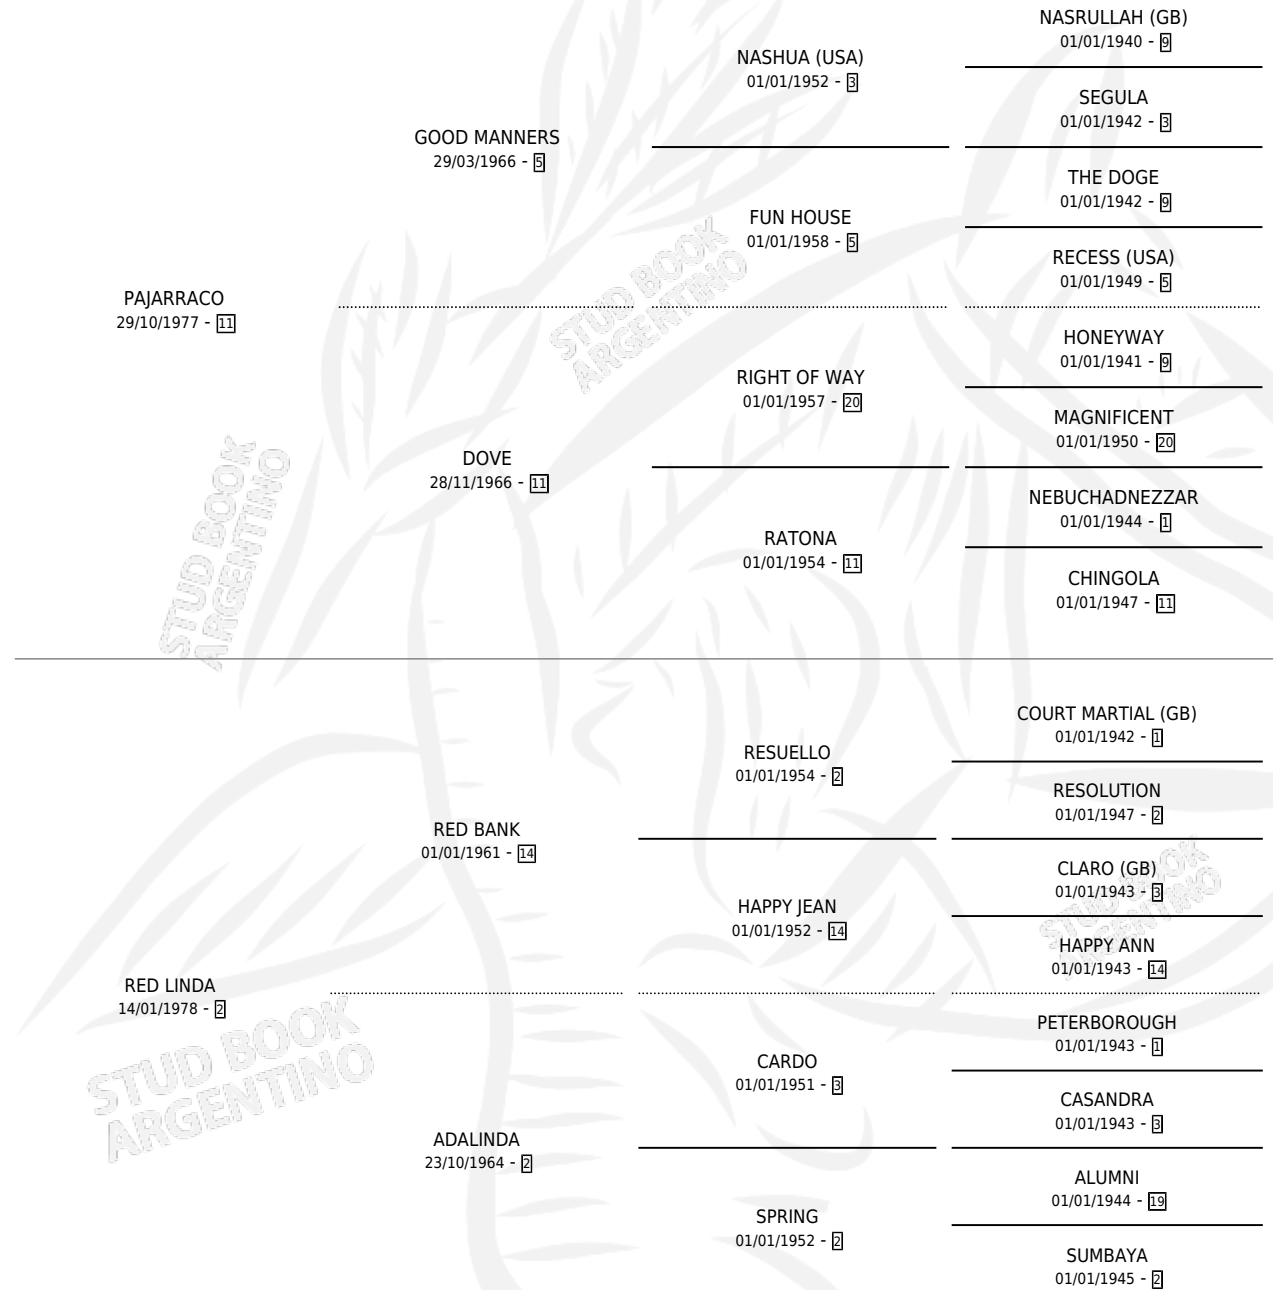 NASRULLAH (GB)
01/01/1940 - 9
NASHUA (USA)
01/01/1952 - 3
SEGULA
01/01/1942 - 3
GOOD MANNERS
29/03/1966 - 5
THE DOGE
01/01/1942 - 9
FUN HOUSE
01/01/1958 - 5
RECESS (USA)
01/01/1949 - 5
PAJARRACO
29/10/1977 - 11
HONEYWAY
01/01/1941 - 9
RIGHT OF WAY
01/01/1957 - 20
MAGNIFICENT
01/01/1950 - 20
DOVE
28/11/1966 - 11
NEBUCHADNEZZAR
01/01/1944 - 1
RATONA
01/01/1954 - 11
CHINGOLA
01/01/1947 - 11
STUD BOOK
ARGENTINO
STUD BOOK
ARGENTINO
COURT MARTIAL (GB)
01/01/1942 - 1
RESUELLO
01/01/1954 - 2
RESOLUTION
01/01/1947 - 2
RED BANK
01/01/1961 - 14
CLARO (GB)
01/01/1943 - 3
HAPPY JEAN
01/01/1952 - 14
HAPPY ANN
01/01/1943 - 14
RED LINDA
14/01/1978 - 2
PETERBOROUGH
01/01/1943 - 1
CARDO
01/01/1951 - 3
CASANDRA
01/01/1943 - 3
ADALINDA
23/10/1964 - 2
ALUMNI
01/01/1944 - 19
SPRING
01/01/1952 - 2
SUMBAYA
01/01/1945 - 2
STUD BOOK
ARGENTINO
STUD BOOK
ARGENTINO